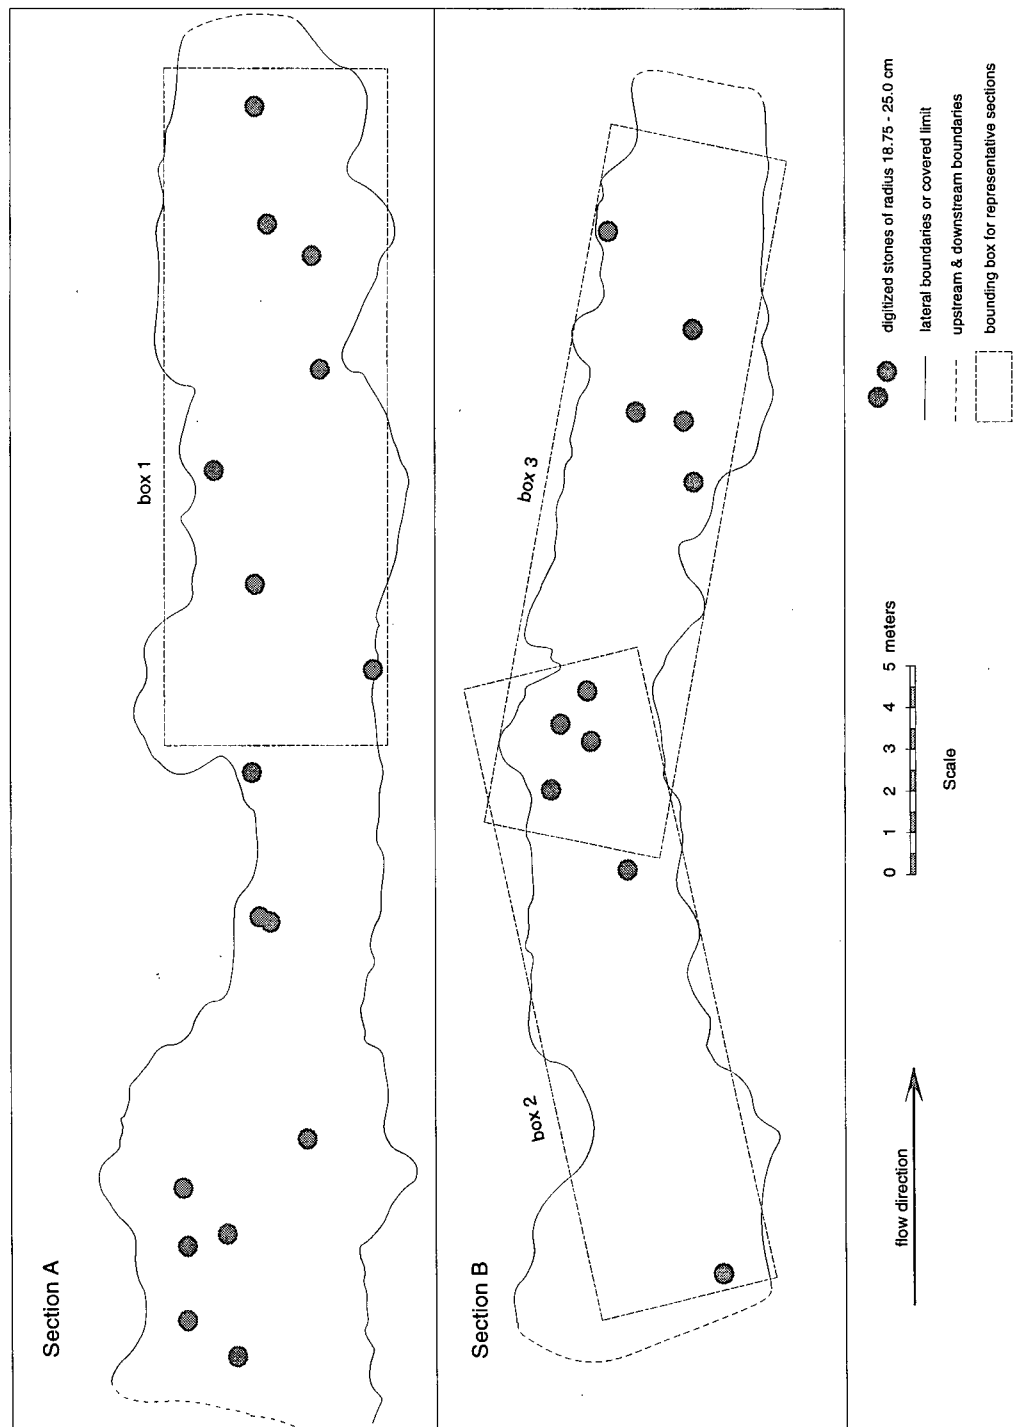 Section A
box 1
Section B
box 2
box 3
flow direction
0 1 2 3 4 5 meters
Scale
digitized stones of radius 18.75 - 25.0 cm
lateral boundaries or covered limit
upstream & downstream boundaries
bounding box for representative sections